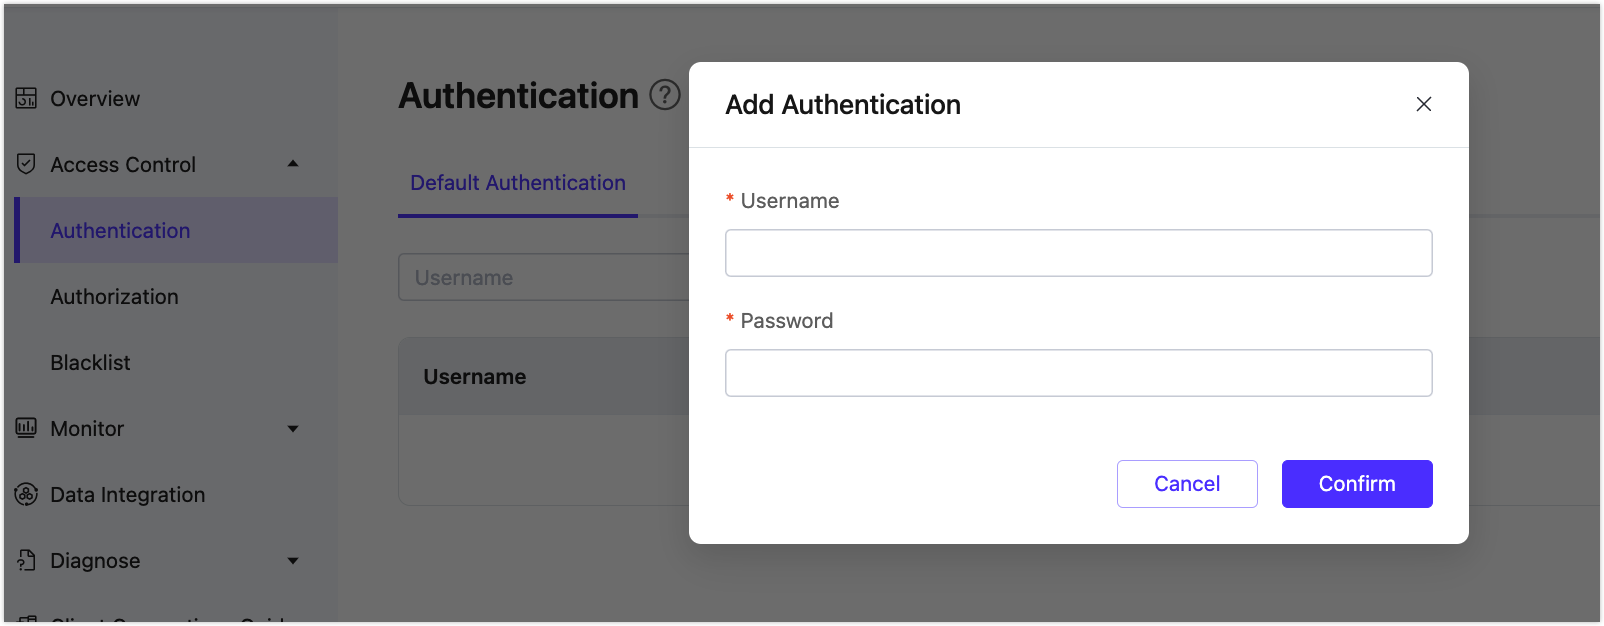 Overview
Access Control
Authentication
Authorization
Blacklist
Monitor
Data Integration
Diagnose
Authentication ?
Default Authentication
Username
Username
Add Authentication
* Username
* Password
Cancel
Confirm